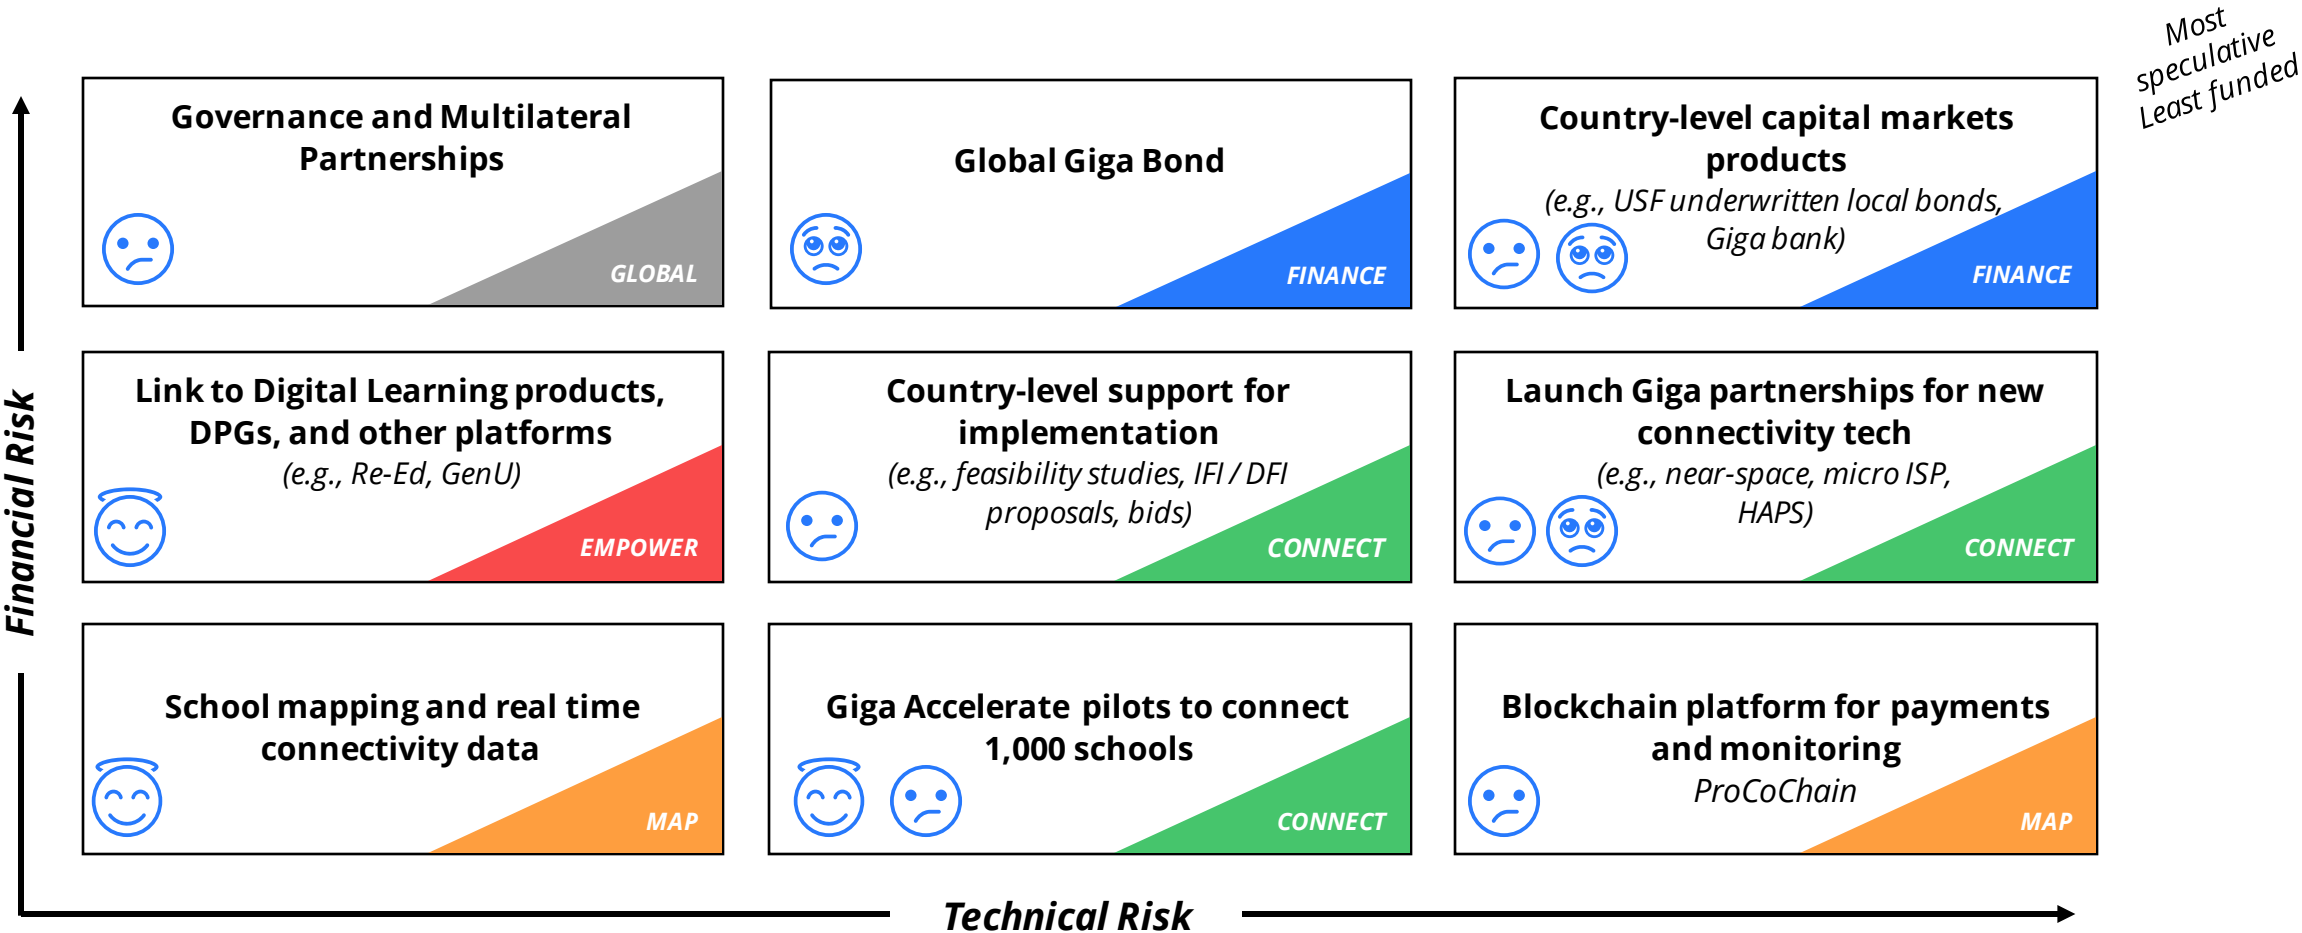 Most
speculative
Least funded
Governance and Multilateral
Partnerships
GLOBAL
Global Giga Bond
FINANCE
Country-level capital markets
products
(e.g., USF underwritten local bonds,
Giga bank)
FINANCE
Financial Risk
Link to Digital Learning products,
DPGs, and other platforms
(e.g., Re-Ed, GenU)
EMPOWER
Country-level support for
implementation
(e.g., feasibility studies, IFI / DFI
proposals, bids)
CONNECT
Launch Giga partnerships for new
connectivity tech
(e.g., near-space, micro ISP,
HAPS)
CONNECT
School mapping and real time
connectivity data
MAP
Giga Accelerate pilots to connect
1,000 schools
CONNECT
Blockchain platform for payments
and monitoring
ProCoChain
MAP
Technical Risk